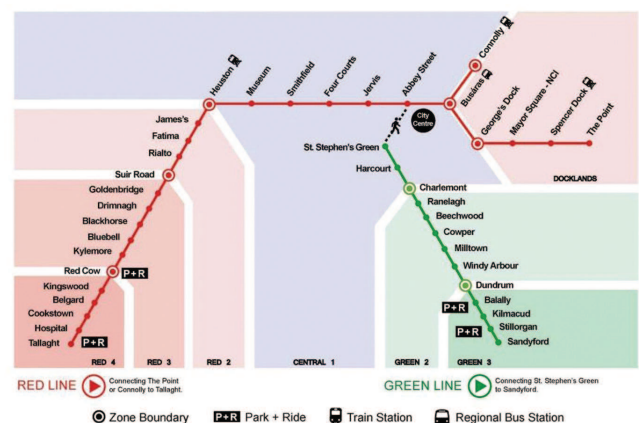 Connolly
Heuston
Museum
Smithfield
Four Courts
Jervis
Abbey Street
Busáras
George's Dock
Mayor Square - NCI
Spencer Dock
The Point
City
Centre
DOCKLANDS
James's
Fatima
Rialto
Suir Road
Goldenbridge
Drimnagh
Blackhorse
Bluebell
Kylemore
Red Cow
P+R
Kingswood
Belgard
Cookstown
Hospital
Tallaght
P+R
St. Stephen's Green
Harcourt
Charlemont
Ranelagh
Beechwood
Cowper
Milltown
Windy Arbour
Dundrum
P+R
Balally
Kilmacud
P+R
Stillorgan
Sandyford
RED 4
RED 3
RED 2
CENTRAL 1
GREEN 2
GREEN 3
RED LINE
Connecting The Point
or Connolly to Tallaght.
GREEN LINE
Connecting St. Stephen's Green
to Sandyford.
Zone Boundary
P+R Park + Ride
Train Station
Regional Bus Station